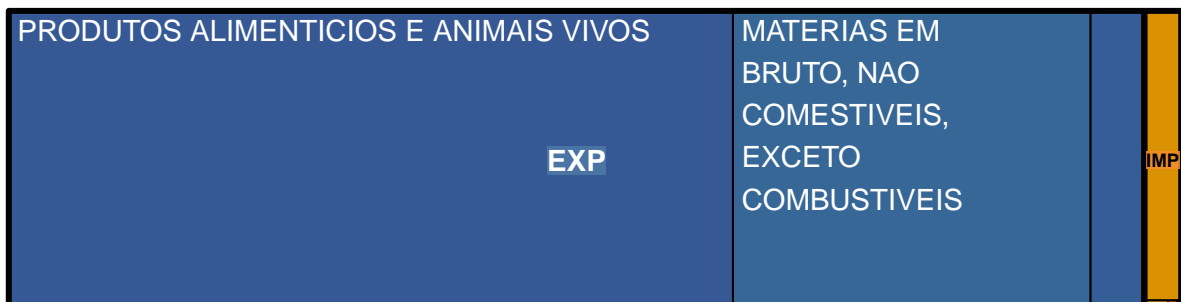 PRODUTOS ALIMENTICIOS E ANIMAIS VIVOS
MATERIAS EM
BRUTO, NAO
COMESTIVEIS,
EXCETO
COMBUSTIVEIS
EXP
IMP